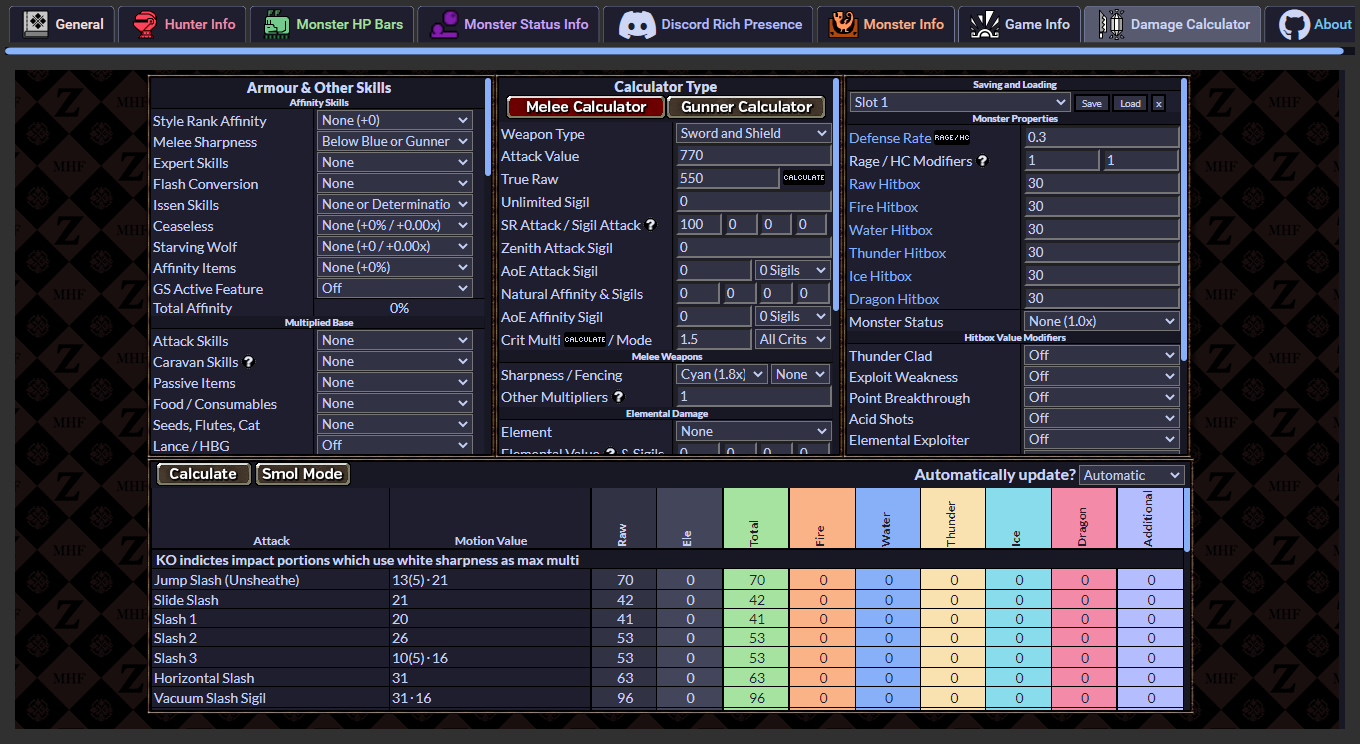 General Hunter Info Monster HP Bars Monster Status Info Discord Rich Presence Monster Info Game Info Damage Calculator About
Armour & Other Skills
Affinity Skills
Style Rank Affinity None (+0)
Melee Sharpness Below Blue or Gunner
Expert Skills None
Flash Conversion None
Issen Skills None or Determinatio
Ceaseless None (+0% / +0.00x)
Starving Wolf None (+0 / +0.00x)
Affinity Items None (+0%)
GS Active Feature Off
Total Affinity 0%
Multiplied Base
Attack Skills None
Caravan Skills ? None
Passive Items None
Food / Consumables None
Seeds, Flutes, Cat None
Lance / HBG Off
Calculator Type
Melee Calculator Gunner Calculator
Weapon Type Sword and Shield
Attack Value 770
True Raw 550 CALCULATE
Unlimited Sigil 0
SR Attack / Sigil Attack ? 100 0 0 0
Zenith Attack Sigil 0
AoE Attack Sigil 0 0 Sigils
Natural Affinity & Sigils 0 0 0 0
AoE Affinity Sigil 0 0 Sigils
Crit Multi CALCULATE / Mode 1.5 All Crits
Melee Weapons
Sharpness / Fencing Cyan (1.8x) None
Other Multipliers ? 1
Elemental Damage
Element None
Elemental Value ? & Sigils 0 0 0 0
Saving and Loading
Slot 1 Save Load x
Monster Properties
Defense Rate RAGE/HC 0.3
Rage / HC Modifiers ? 1 1
Raw Hitbox 30
Fire Hitbox 30
Water Hitbox 30
Thunder Hitbox 30
Ice Hitbox 30
Dragon Hitbox 30
Monster Status None (1.0x)
Hitbox Value Modifiers
Thunder Clad Off
Exploit Weakness Off
Point Breakthrough Off
Acid Shots Off
Elemental Exploiter Off
Calculate Smol Mode Automatically update? Automatic
Attack Motion Value Raw Ele Total Fire Water Thunder Ice Dragon Additional
KO indictes impact portions which use white sharpness as max multi
Jump Slash (Unsheathe) 13(5)·21 70 0 70 0 0 0 0 0 0
Slide Slash 21 42 0 42 0 0 0 0 0 0
Slash 1 20 41 0 41 0 0 0 0 0 0
Slash 2 26 53 0 53 0 0 0 0 0 0
Slash 3 10(5)·16 53 0 53 0 0 0 0 0 0
Horizontal Slash 31 63 0 63 0 0 0 0 0 0
Vacuum Slash Sigil 31·16 96 0 96 0 0 0 0 0 0